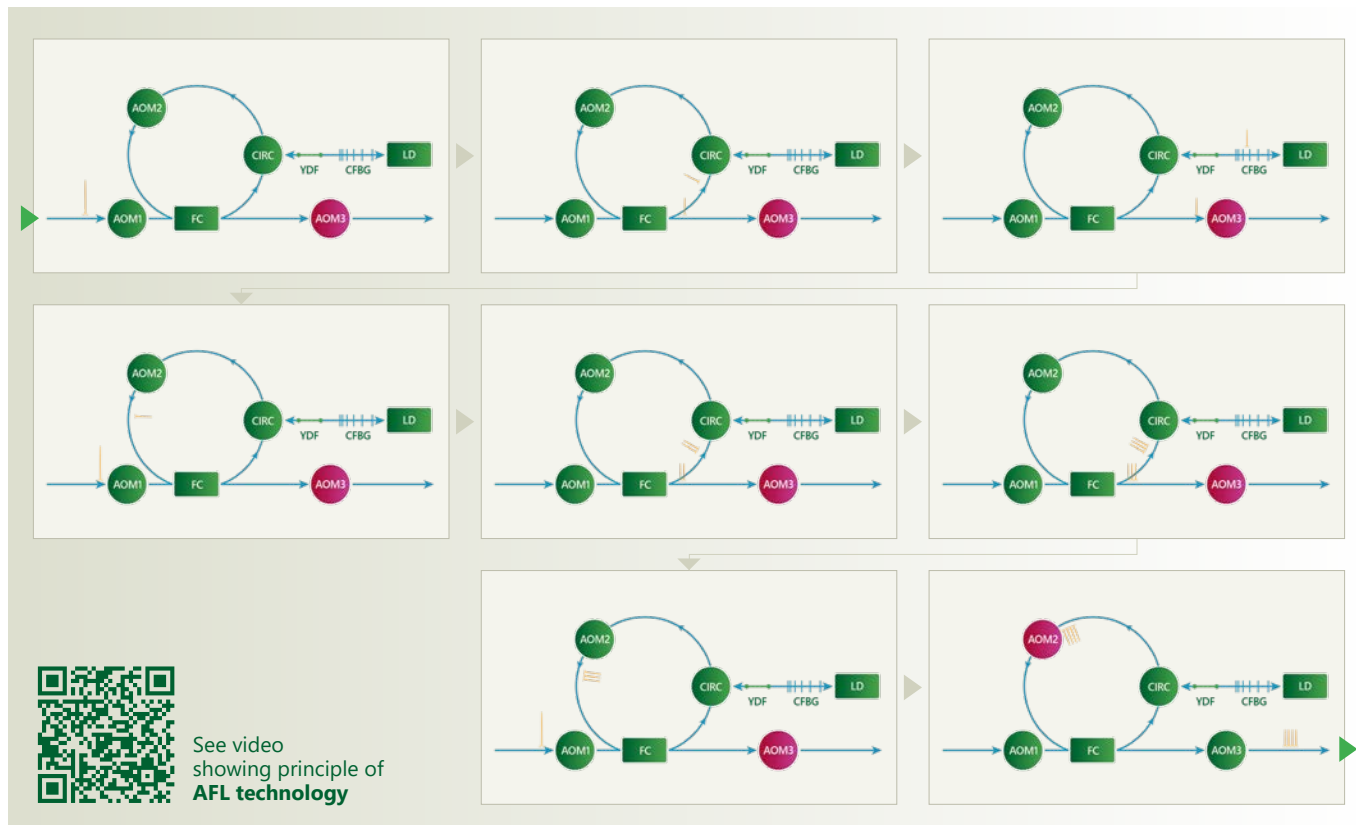 AOM2
CIRC
LD
YDF CFBG
AOM1 FC AOM3
AOM2
CIRC
LD
YDF CFBG
AOM1 FC AOM3
AOM2
CIRC
LD
YDF CFBG
AOM1 FC AOM3
AOM2
CIRC
LD
YDF CFBG
AOM1 FC AOM3
AOM2
CIRC
LD
YDF CFBG
AOM1 FC AOM3
AOM2
CIRC
LD
YDF CFBG
AOM1 FC AOM3
AOM2
CIRC
LD
YDF CFBG
AOM1 FC AOM3
AOM2
CIRC
LD
YDF CFBG
AOM1 FC AOM3
See video
showing principle of
AFL technology